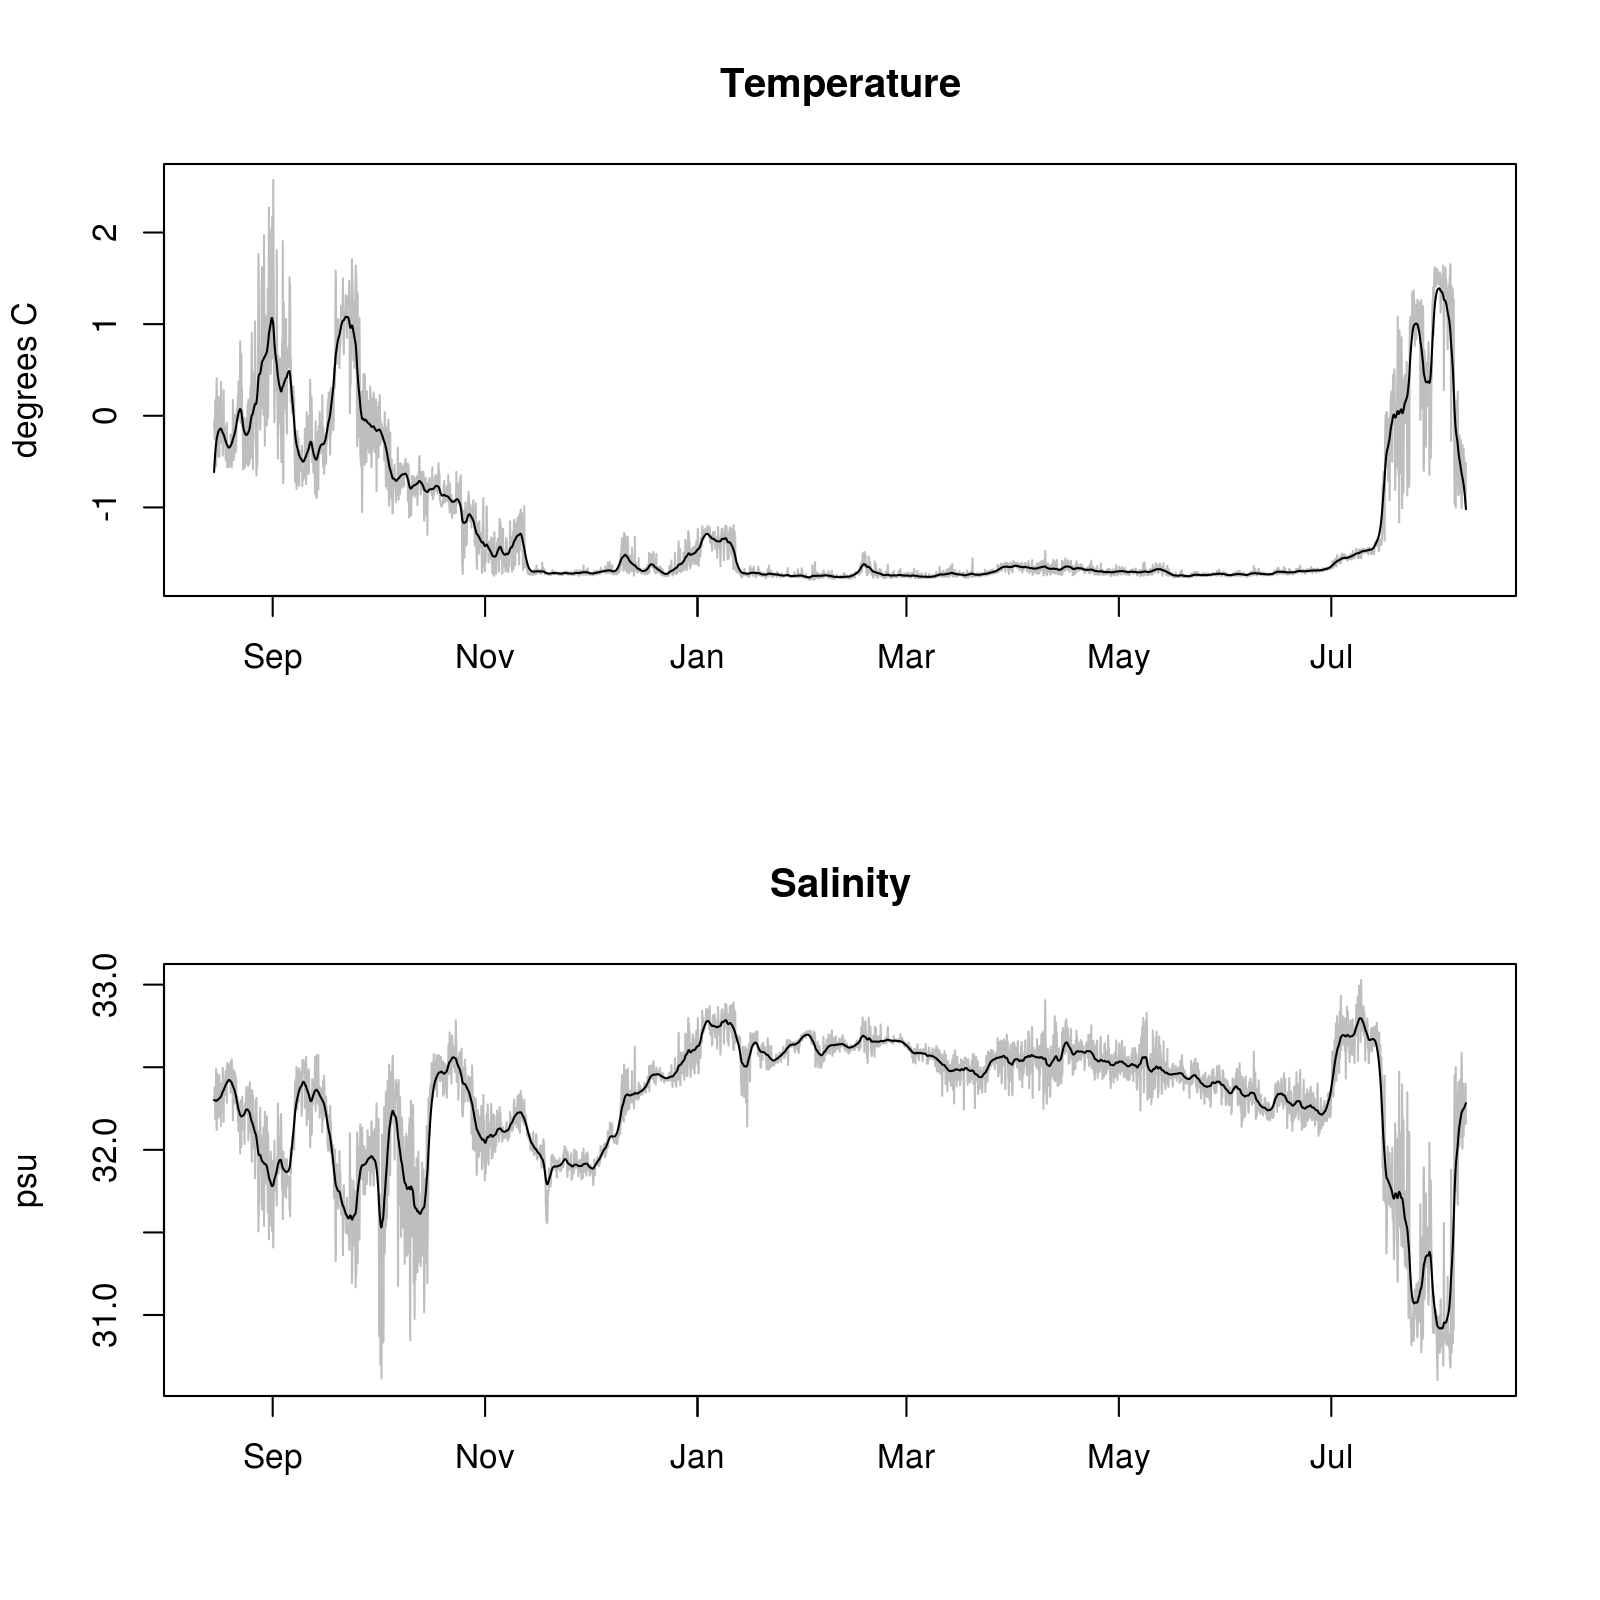 Temperature
degrees C
2
1
0
-1
Sep Nov Jan Mar May Jul
Salinity
psu
33.0
32.0
31.0
Sep Nov Jan Mar May Jul